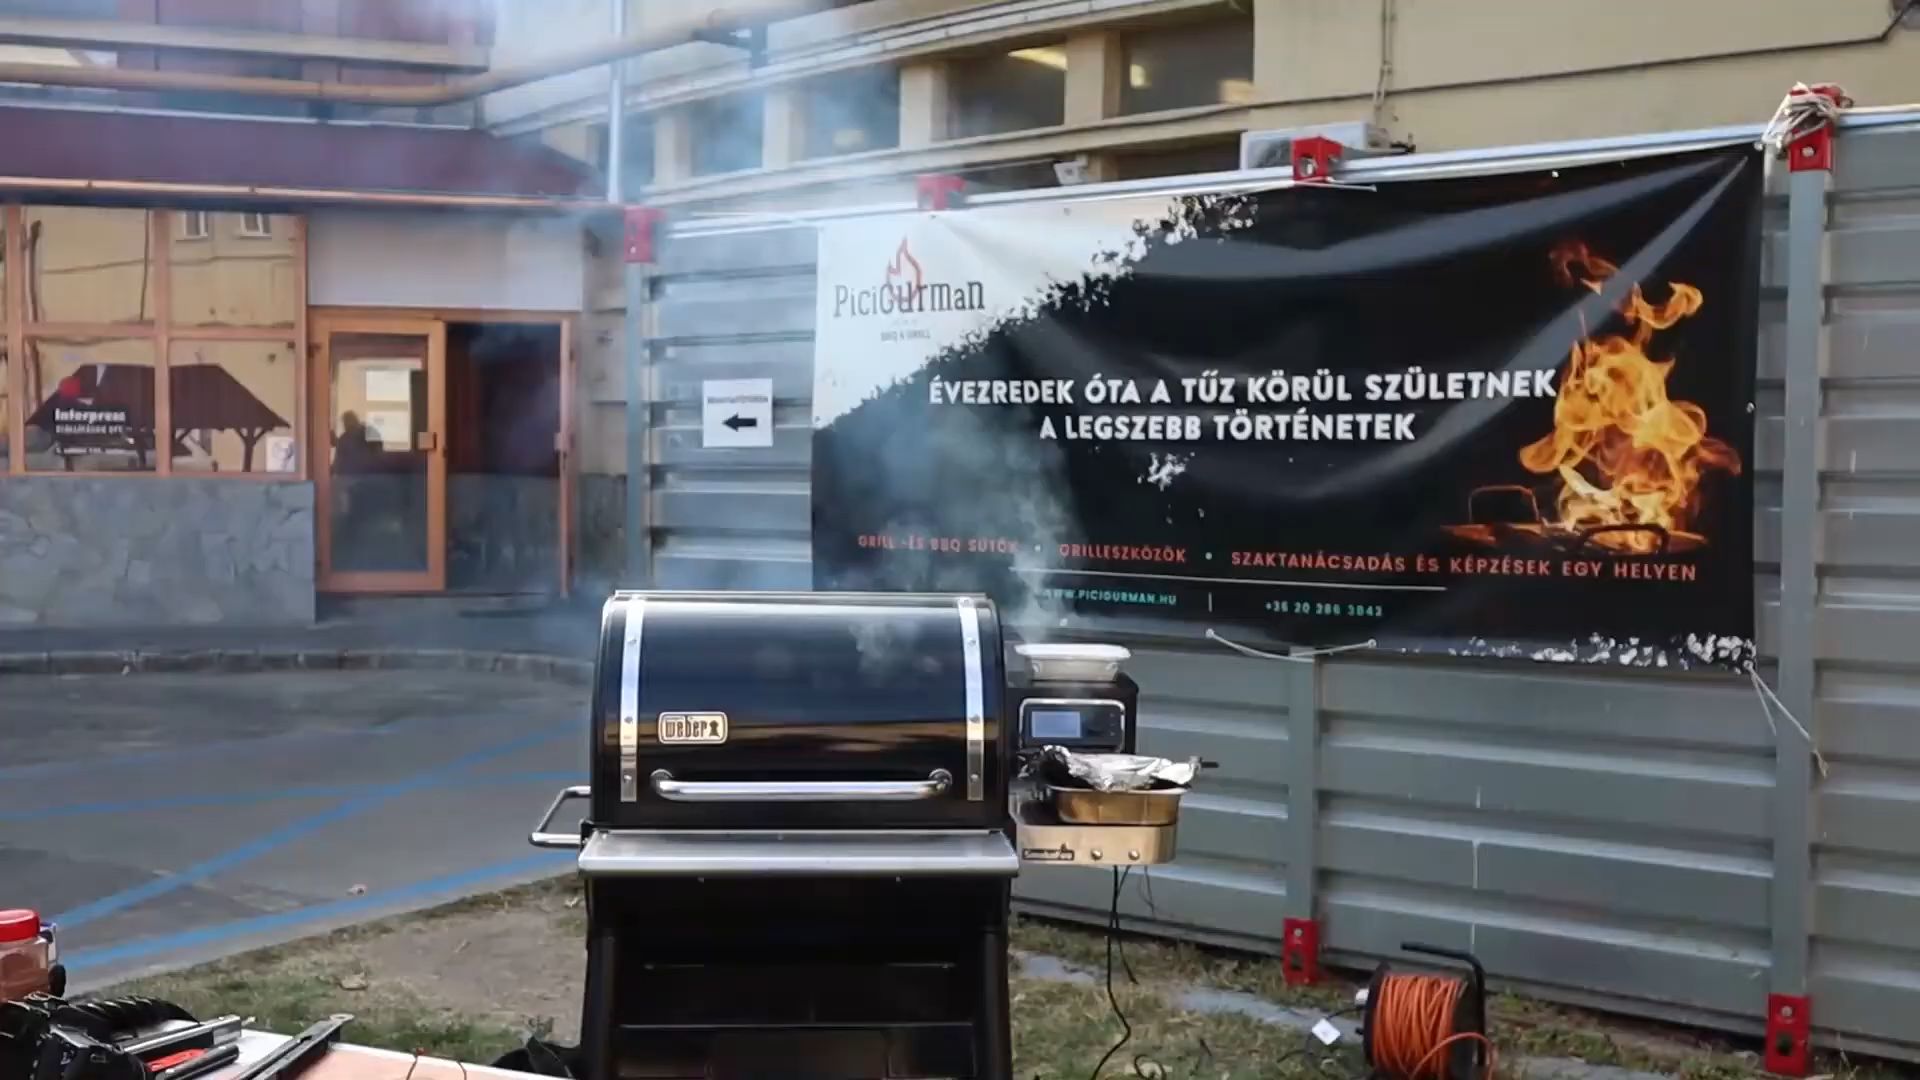 PiciGurman
BBQ & GRILL
ÉVEZREDEK ÓTA A TŰZ KÖRÜL SZÜLETNEK
A LEGSZEBB TÖRTÉNETEK
GRILL -ÉS BBQ SÜTŐK • GRILLESZKÖZÖK • SZAKTANÁCSADÁS ÉS KÉPZÉSEK EGY HELYEN
WWW.PICIGURMAN.HU | +36 20 286 3842
Interpress
weber